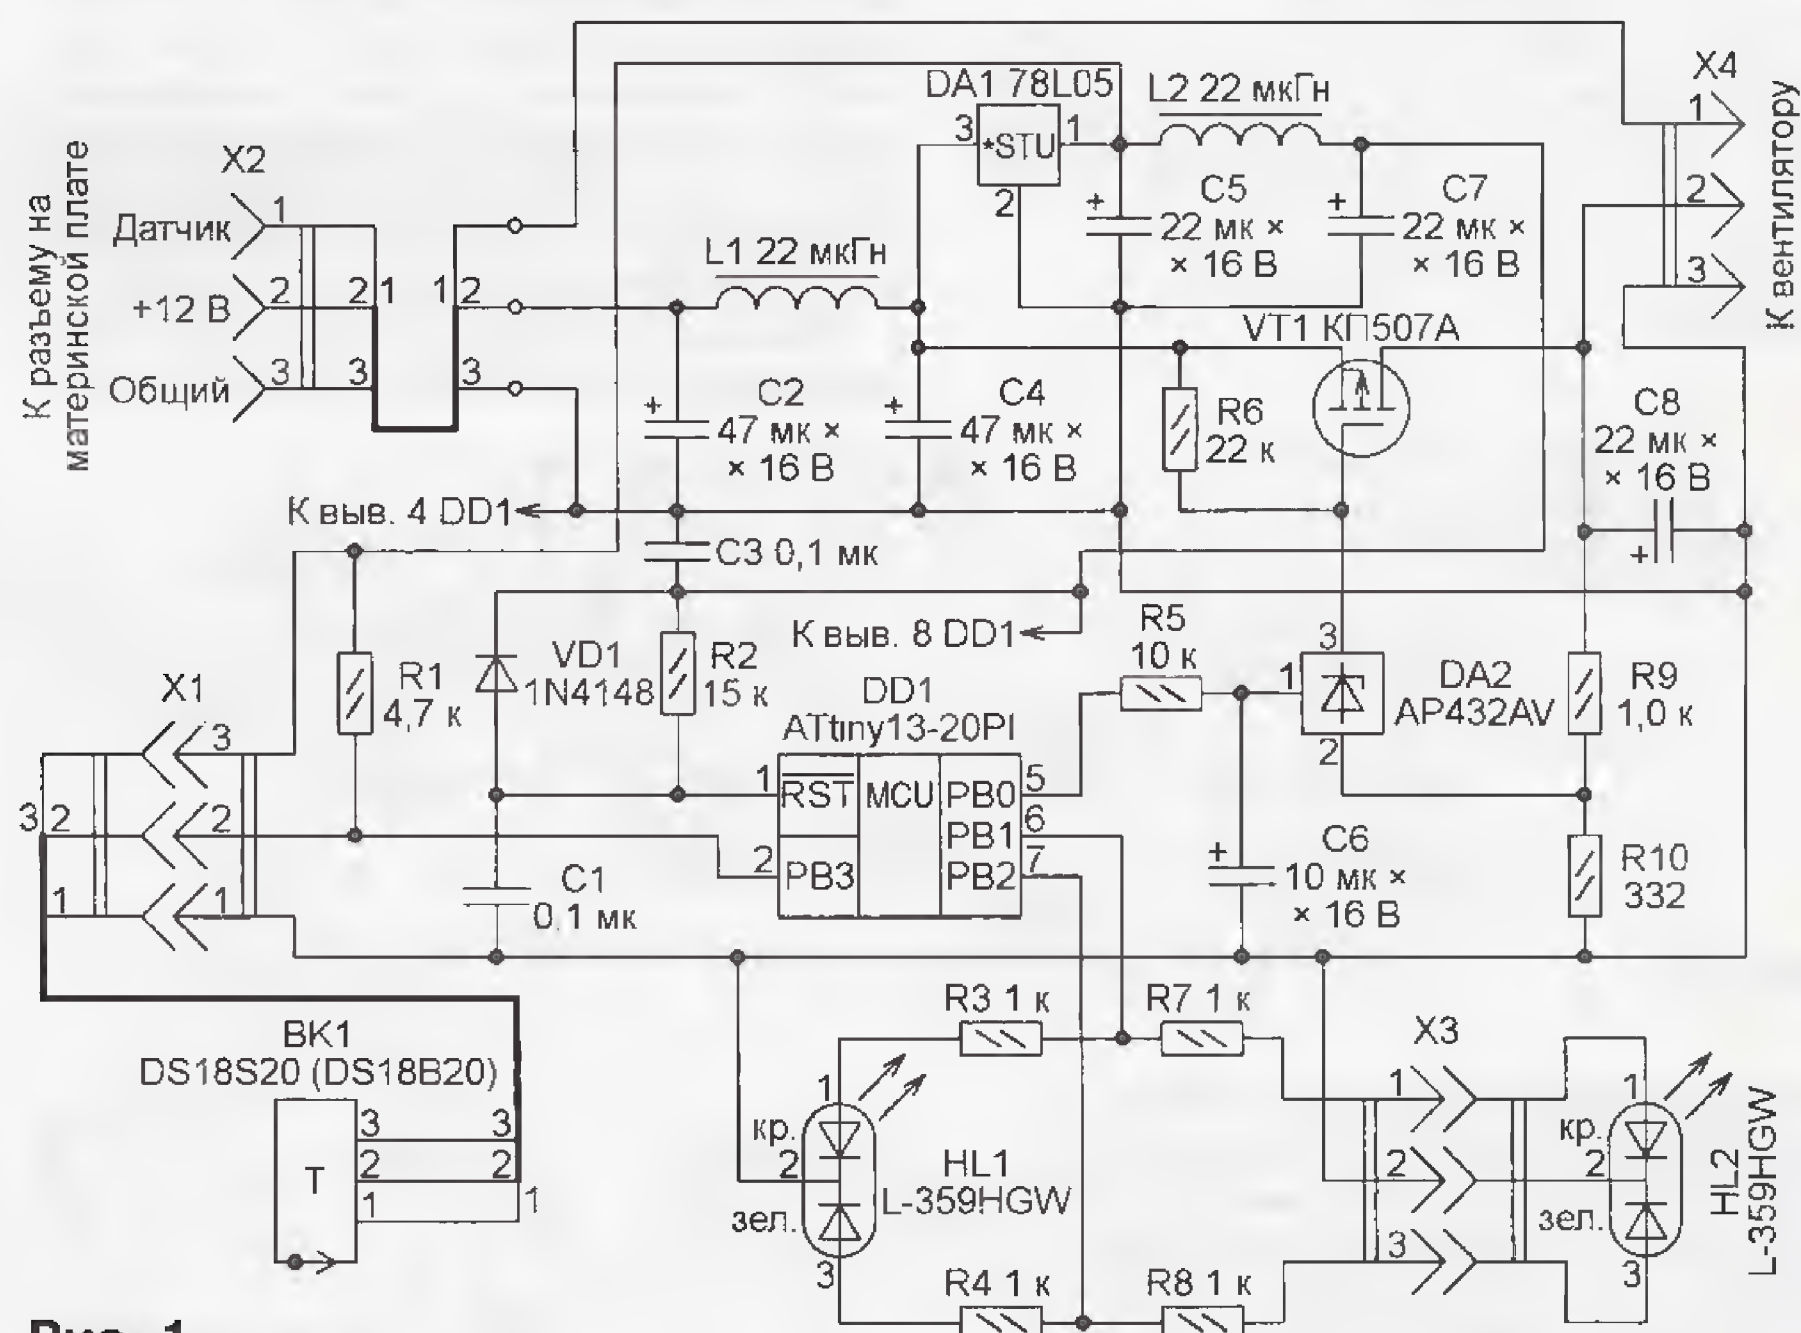 DA1 78L05
L2 22 мкГн
X4
К вентилятору
1
2
3
3
*STU
1
2
К разъему на
материнской плате
X2
Датчик
1
+12 В
2
2
1
1
2
Общий
3
3
3
L1 22 мкГн
+
C5
22 мк ×
× 16 В
+
C7
22 мк ×
× 16 В
VT1 КП507А
+
C2
47 мк ×
× 16 В
+
C4
47 мк ×
× 16 В
R6
22 к
C8
22 мк ×
× 16 В
+
К выв. 4 DD1
C3 0,1 мк
К выв. 8 DD1
X1
R1
4,7 к
VD1
1N4148
R2
15 к
DD1
ATtiny13-20PI
R5
10 к
3
1
2
DA2
AP432AV
R9
1,0 к
3
3
2
2
1
1
1
RST
MCU
PB0
5
PB1
6
2
PB3
PB2
7
C1
0,1 мк
+
C6
10 мк ×
× 16 В
R10
332
BK1
DS18S20 (DS18B20)
T
3
3
2
2
1
1
R3 1 к
R7 1 к
X3
1
кр.
2
зел.
3
HL1
L-359HGW
1
2
3
1
кр.
2
зел.
3
HL2
L-359HGW
R4 1 к
R8 1 к
Рис. 1